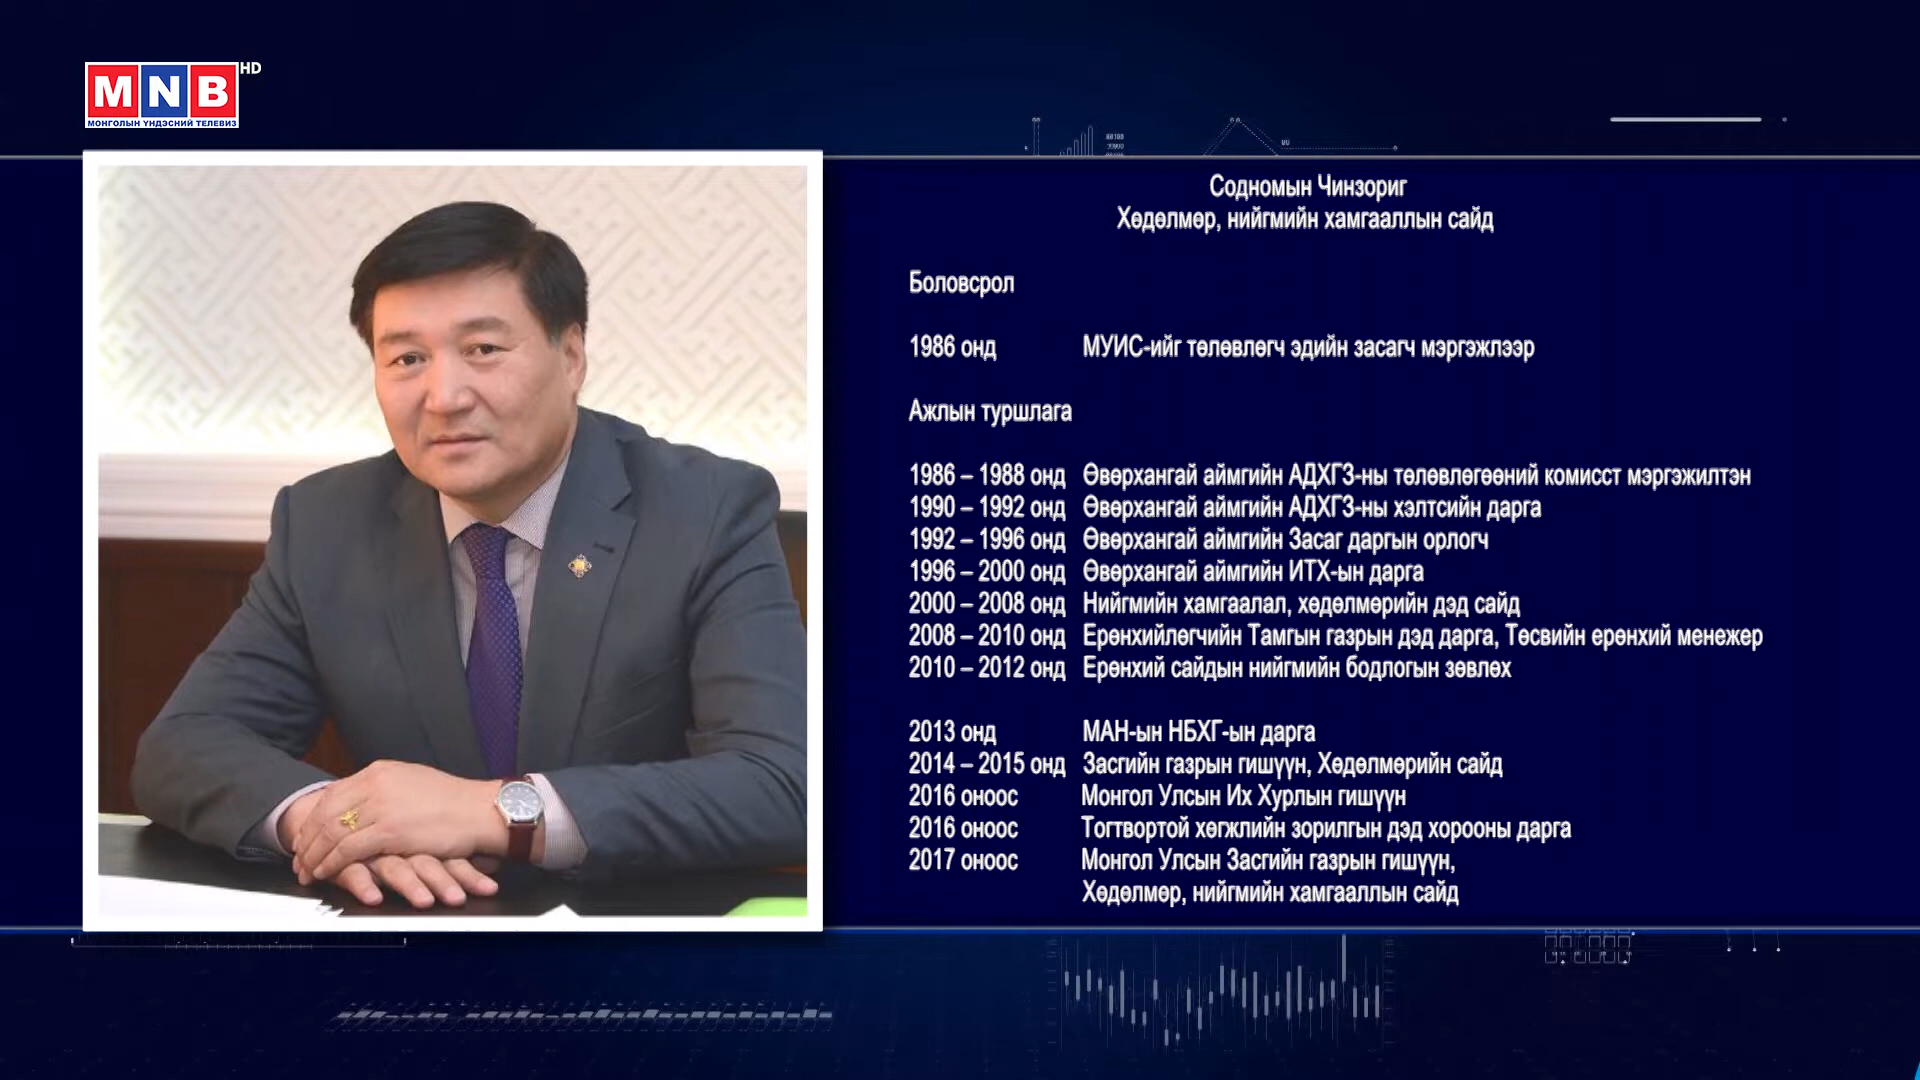 MNB HD
МОНГОЛЫН ҮНДЭСНИЙ ТЕЛЕВИЗ
Содномын Чинзориг
Хөдөлмөр, нийгмийн хамгааллын сайд
Боловсрол
1986 онд МУИС-ийг төлөвлөгч эдийн засагч мэргэжлээр
Ажлын туршлага
1986 – 1988 онд Өвөрхангай аймгийн АДХГЗ-ны төлөвлөгөөний комисст мэргэжилтэн
1990 – 1992 онд Өвөрхангай аймгийн АДХГЗ-ны хэлтсийн дарга
1992 – 1996 онд Өвөрхангай аймгийн Засаг даргын орлогч
1996 – 2000 онд Өвөрхангай аймгийн ИТХ-ын дарга
2000 – 2008 онд Нийгмийн хамгаалал, хөдөлмөрийн дэд сайд
2008 – 2010 онд Ерөнхийлөгчийн Тамгын газрын дэд дарга, Төсвийн ерөнхий менежер
2010 – 2012 онд Ерөнхий сайдын нийгмийн бодлогын зөвлөх
2013 онд МАН-ын НБХГ-ын дарга
2014 – 2015 онд Засгийн газрын гишүүн, Хөдөлмөрийн сайд
2016 оноос Монгол Улсын Их Хурлын гишүүн
2016 оноос Тогтвортой хөгжлийн зорилгын дэд хорооны дарга
2017 оноос Монгол Улсын Засгийн газрын гишүүн,
Хөдөлмөр, нийгмийн хамгааллын сайд